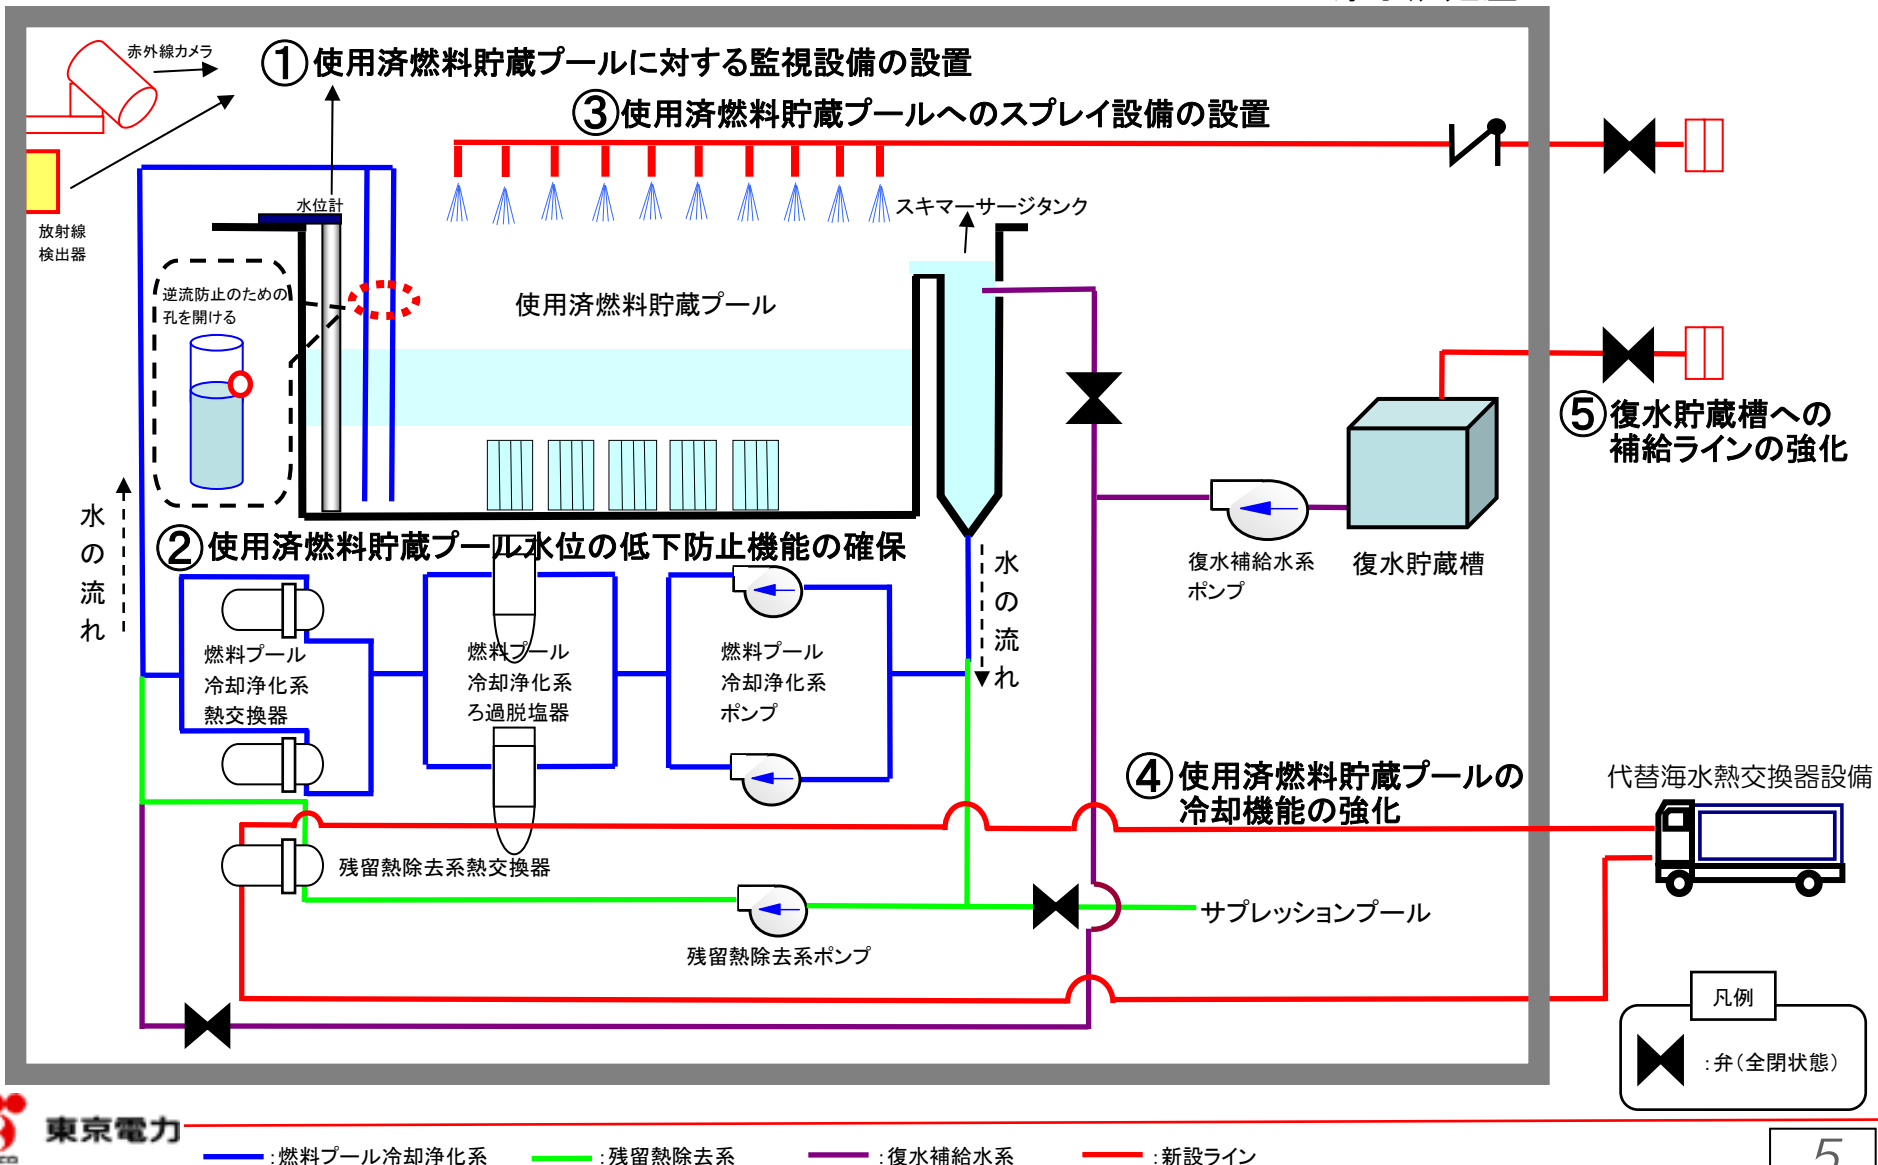 赤外線カメラ
①使用済燃料貯蔵プールに対する監視設備の設置
③使用済燃料貯蔵プールへのスプレイ設備の設置
水位計
スキマーサージタンク
放射線
検出器
逆流防止のための
孔を開ける
使用済燃料貯蔵プール
⑤復水貯蔵槽への
補給ラインの強化
水の流れ
②使用済燃料貯蔵プール水位の低下防止機能の確保
水の流れ
復水補給水系
ポンプ
復水貯蔵槽
燃料プール
冷却浄化系
熱交換器
燃料プール
冷却浄化系
ろ過脱塩器
燃料プール
冷却浄化系
ポンプ
④使用済燃料貯蔵プールの
冷却機能の強化
代替海水熱交換器設備
残留熱除去系熱交換器
サプレッションプール
残留熱除去系ポンプ
凡例
:弁(全閉状態)
東京電力
:燃料プール冷却浄化系
:残留熱除去系
:復水補給水系
:新設ライン
5